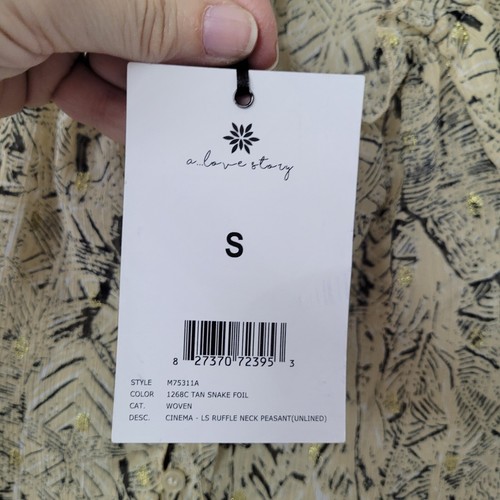 a...love story
S
8 27370 72395 3
STYLE M75311A
COLOR 1268C TAN SNAKE FOIL
CAT. WOVEN
DESC. CINEMA - LS RUFFLE NECK PEASANT(UNLINED)